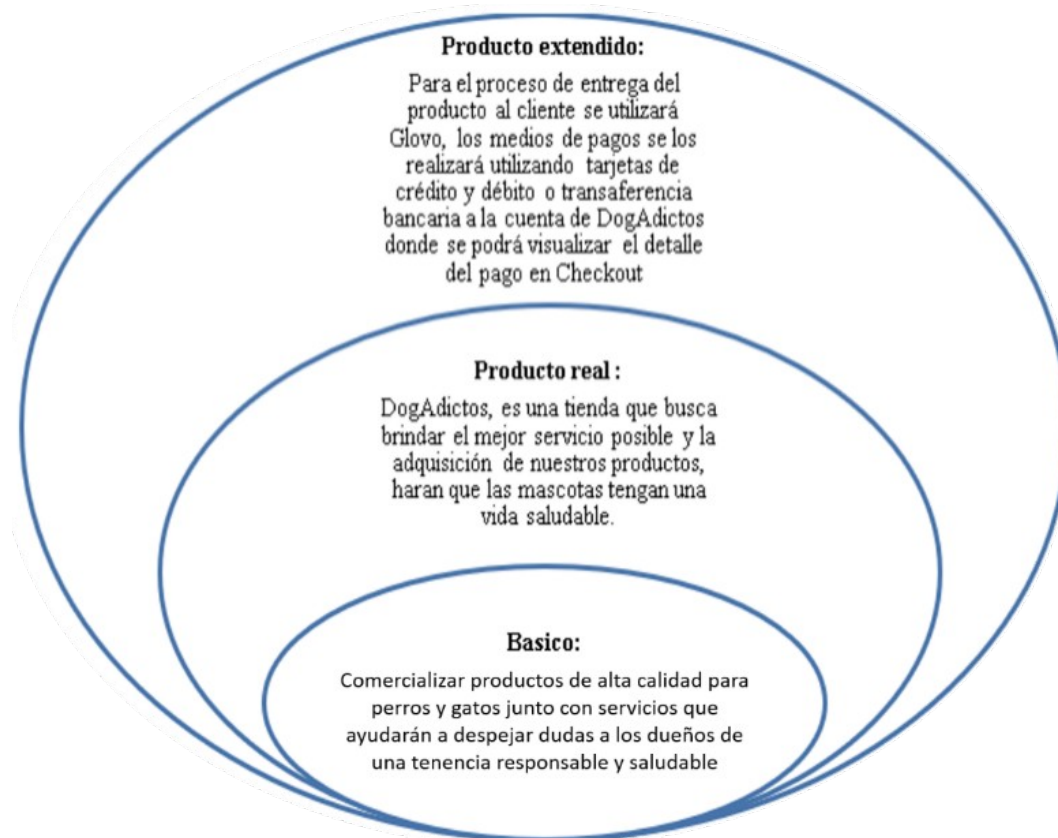 Producto extendido:
Para el proceso de entrega del
producto al cliente se utilizará
Glovo, los medios de pagos se los
realizará utilizando tarjetas de
crédito y débito o transaferencia
bancaria a la cuenta de DogAdictos
donde se podrá visualizar el detalle
del pago en Checkout
Producto real :
DogAdictos, es una tienda que busca
brindar el mejor servicio posible y la
adquisición de nuestros productos,
haran que las mascotas tengan una
vida saludable.
Basico:
Comercializar productos de alta calidad para
perros y gatos junto con servicios que
ayudarán a despejar dudas a los dueños de
una tenencia responsable y saludable